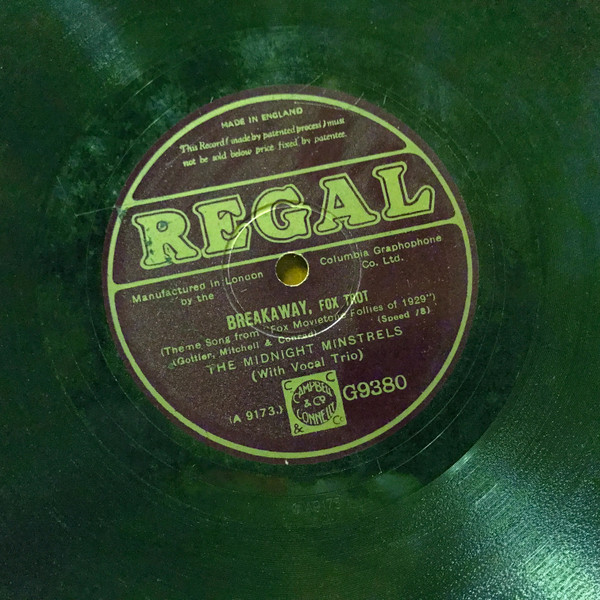 MADE IN ENGLAND
This Record (made by patented process) must
not be sold below price fixed by patentee.
REGAL
Manufactured in London
by the
Columbia Graphophone
Co. Ltd.
BREAKAWAY, FOX TROT
(Theme Song from "Fox Movietone Follies of 1929")
(Gottler, Mitchell & Conrad)
(Speed 78)
THE MIDNIGHT MINSTRELS
(With Vocal Trio)
(A 9173.)
C C
CAMPBELL
& CO.
CONNELLY
& Co
G9380